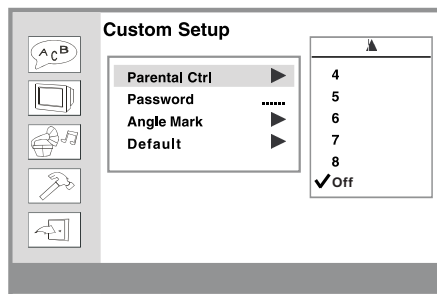 Custom Setup
A C B
Parental Ctrl
Password ......
Angle Mark
Default
4
5
6
7
8
Off